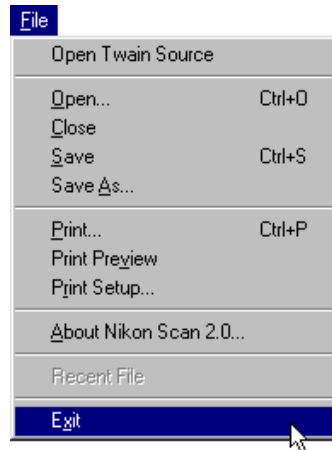 File
Open Twain Source
Open... Ctrl+O
Close
Save Ctrl+S
Save As...
Print... Ctrl+P
Print Preview
Print Setup...
About Nikon Scan 2.0...
Recent File
Exit